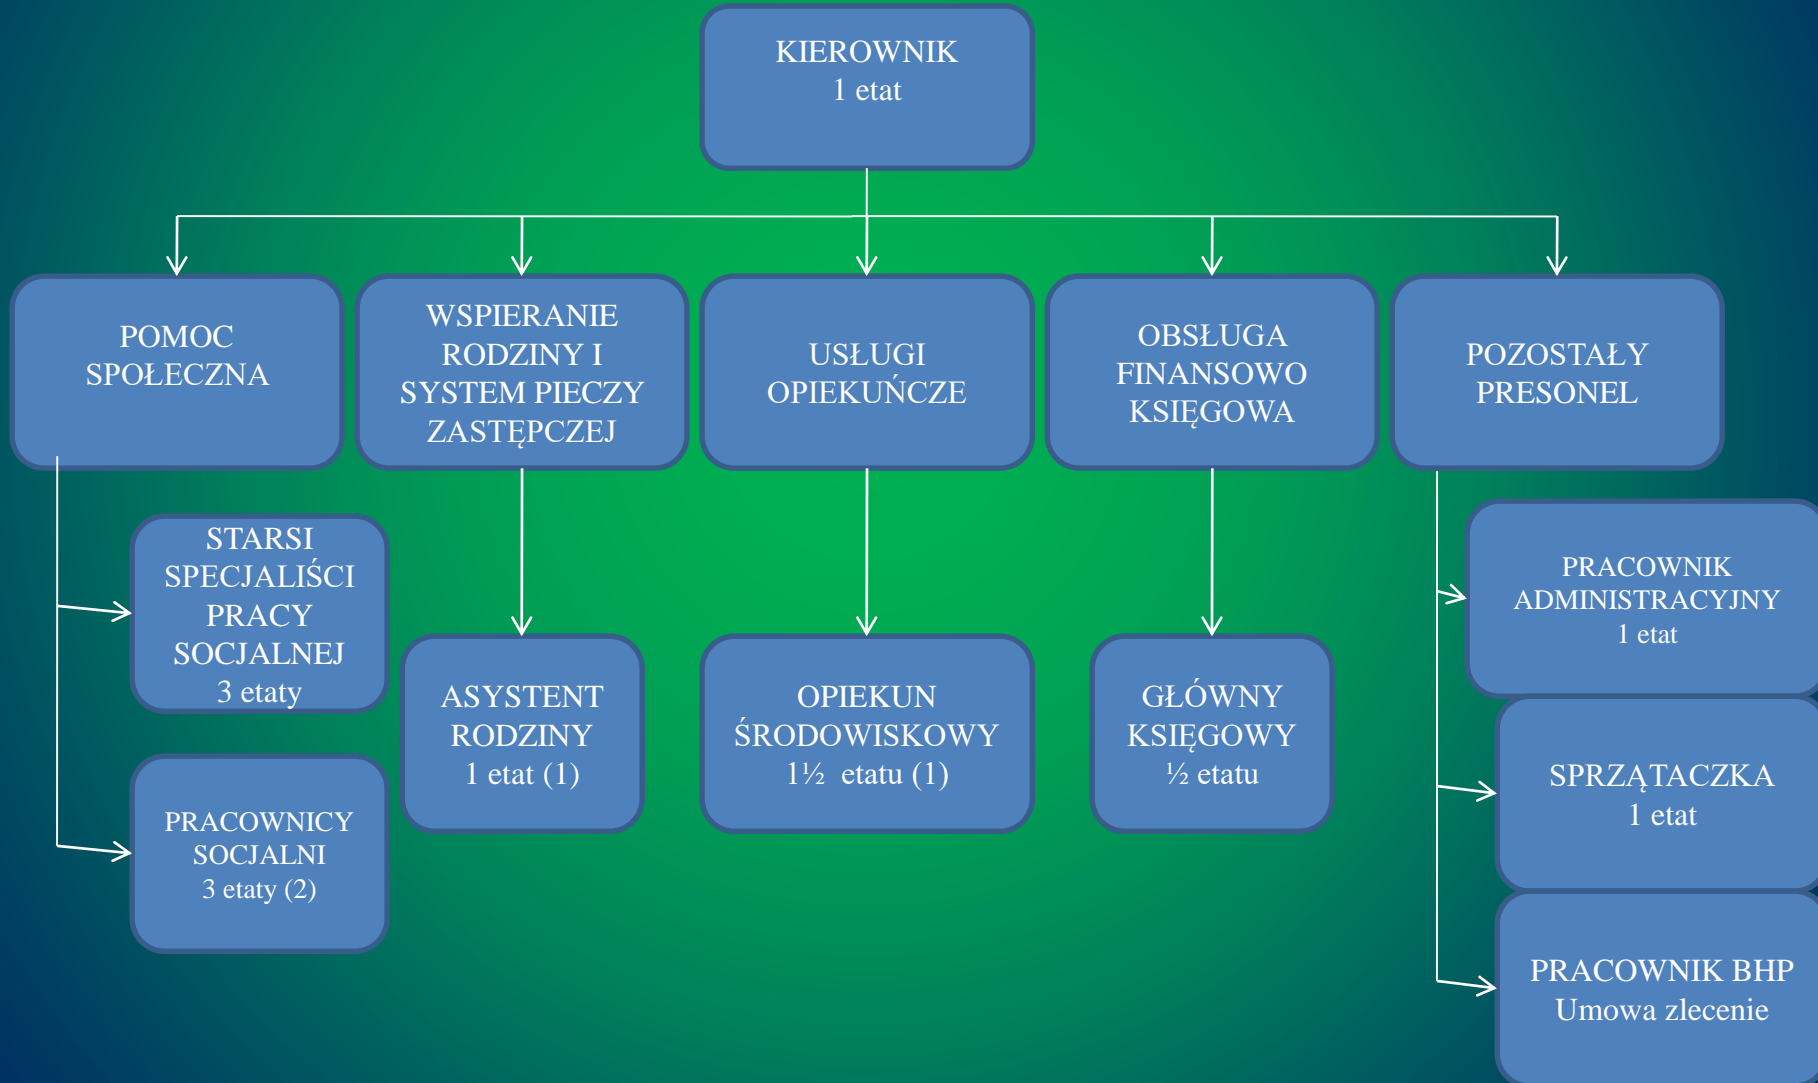 KIEROWNIK
1 etat
POMOC
SPOŁECZNA
WSPIERANIE
RODZINY I
SYSTEM PIECZY
ZASTĘPCZEJ
USŁUGI
OPIEKUŃCZE
OBSŁUGA
FINANSOWO
KSIĘGOWA
POZOSTAŁY
PRESONEL
STARSI
SPECJALIŚCI
PRACY
SOCJALNEJ
3 etaty
PRACOWNICY
SOCJALNI
3 etaty (2)
ASYSTENT
RODZINY
1 etat (1)
OPIEKUN
ŚRODOWISKOWY
1½ etatu (1)
GŁÓWNY
KSIĘGOWY
½ etatu
PRACOWNIK
ADMINISTRACYJNY
1 etat
SPRZĄTACZKA
1 etat
PRACOWNIK BHP
Umowa zlecenie